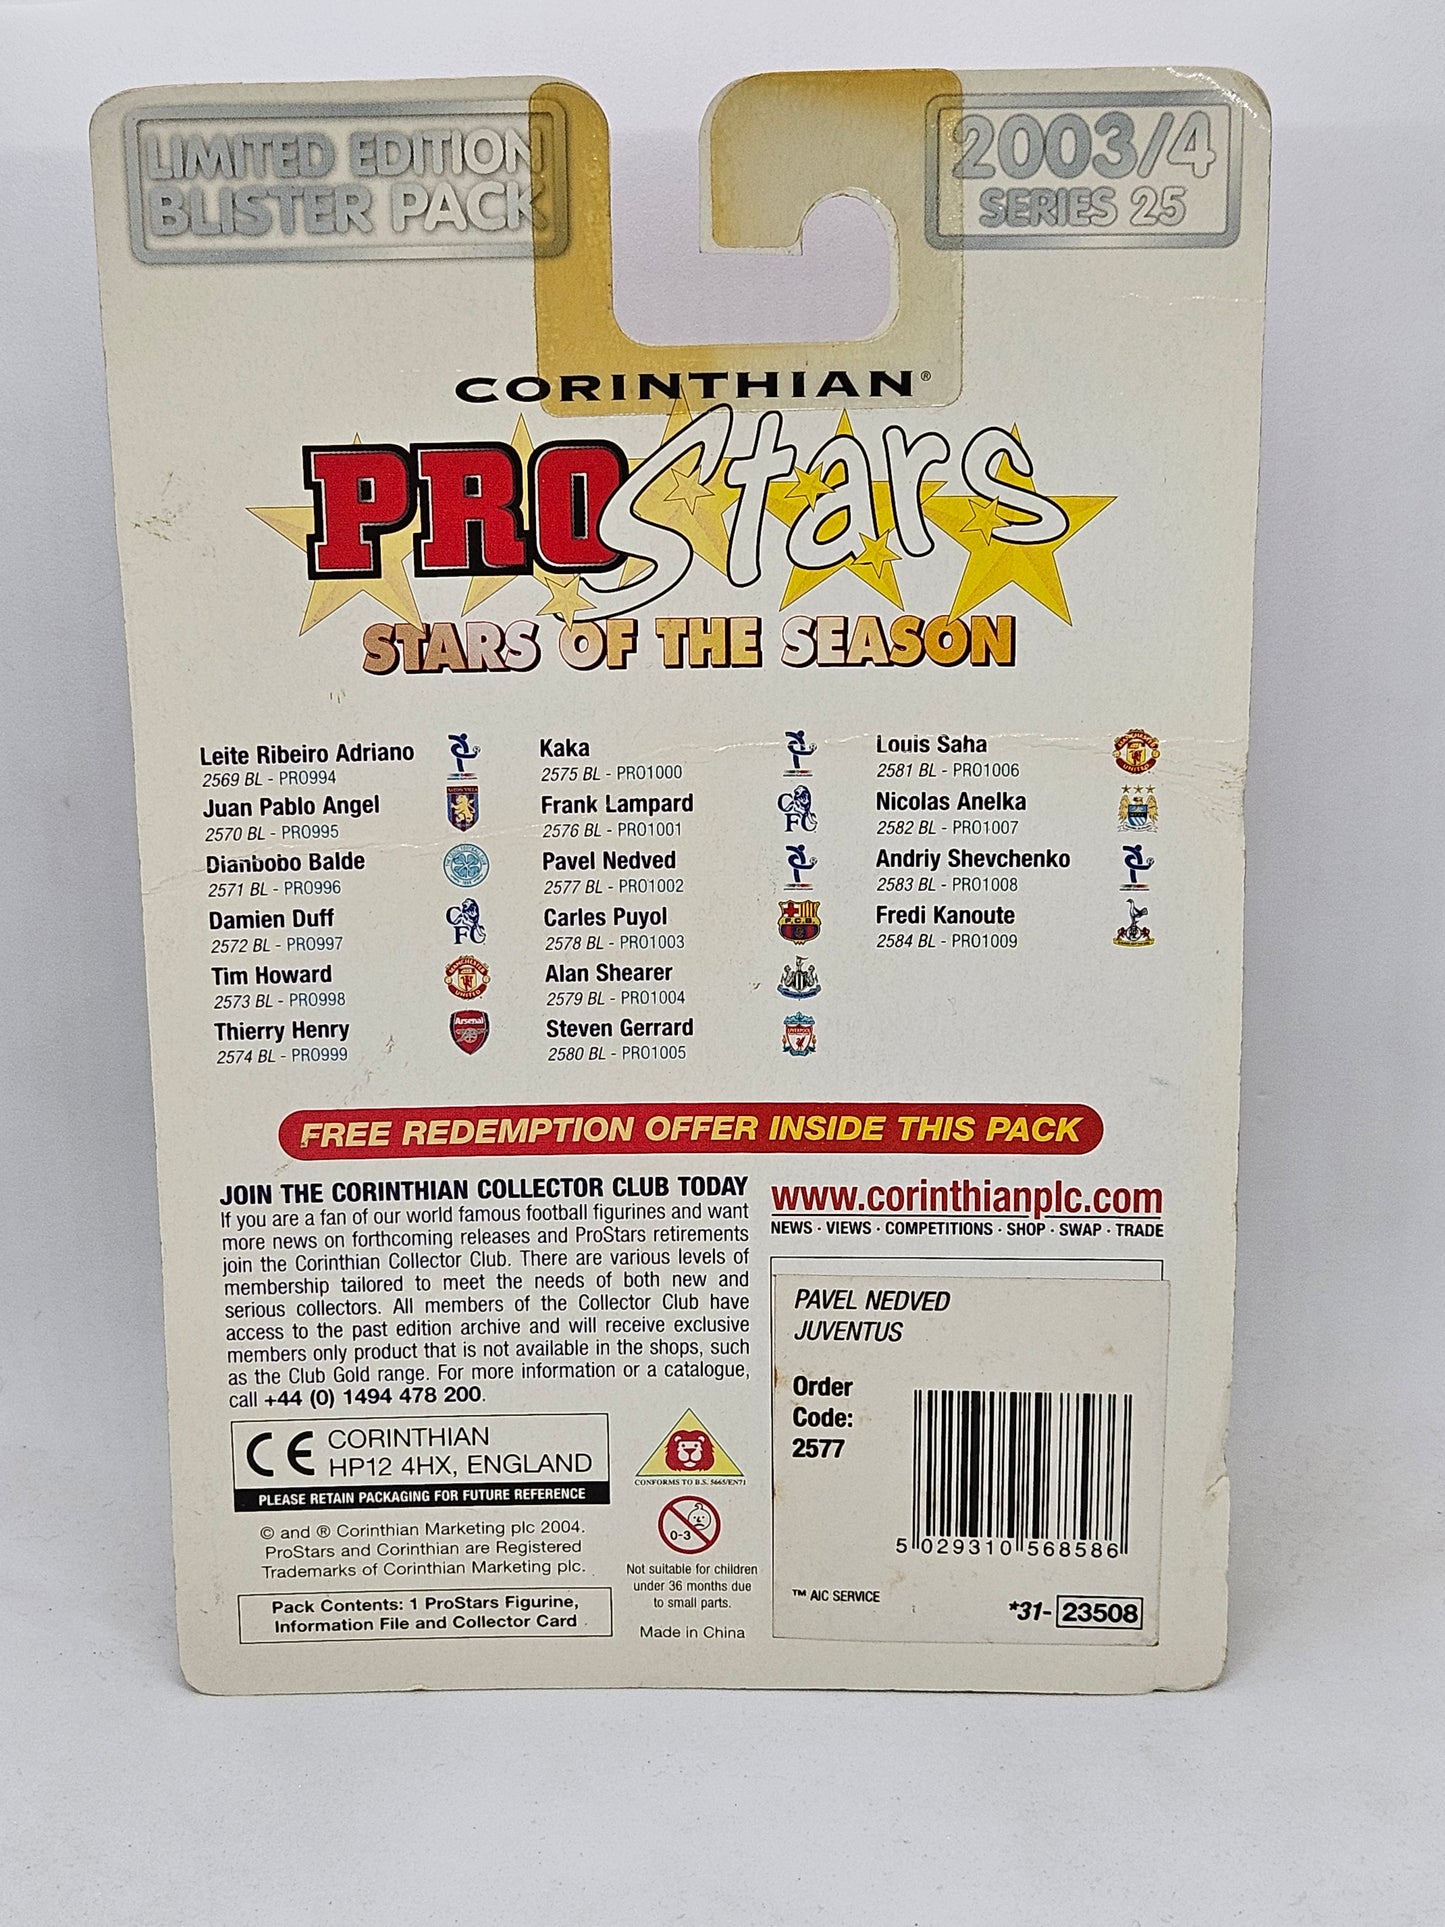 LIMITED EDITION
BLISTER PACK
2003/4
SERIES 25
CORINTHIAN®
PROStars
STARS OF THE SEASON
Leite Ribeiro Adriano
2569 BL - PRO994
Juan Pablo Angel
2570 BL - PRO995
Dianbobo Balde
2571 BL - PRO996
Damien Duff
2572 BL - PRO997
Tim Howard
2573 BL - PRO998
Thierry Henry
2574 BL - PRO999
Arsenal
Kaka
2575 BL - PRO1000
Frank Lampard
2576 BL - PRO1001
Pavel Nedved
2577 BL - PRO1002
Carles Puyol
2578 BL - PRO1003
Alan Shearer
2579 BL - PRO1004
Steven Gerrard
2580 BL - PRO1005
Louis Saha
2581 BL - PRO1006
Nicolas Anelka
2582 BL - PRO1007
Andriy Shevchenko
2583 BL - PRO1008
Fredi Kanoute
2584 BL - PRO1009
FREE REDEMPTION OFFER INSIDE THIS PACK
JOIN THE CORINTHIAN COLLECTOR CLUB TODAY
If you are a fan of our world famous football figurines and want
more news on forthcoming releases and ProStars retirements
join the Corinthian Collector Club. There are various levels of
membership tailored to meet the needs of both new and
serious collectors. All members of the Collector Club have
access to the past edition archive and will receive exclusive
members only product that is not available in the shops, such
as the Club Gold range. For more information or a catalogue,
call +44 (0) 1494 478 200.
CE CORINTHIAN
HP12 4HX, ENGLAND
PLEASE RETAIN PACKAGING FOR FUTURE REFERENCE
© and ® Corinthian Marketing plc 2004.
ProStars and Corinthian are Registered
Trademarks of Corinthian Marketing plc.
Pack Contents: 1 ProStars Figurine,
Information File and Collector Card
CONFORMS TO B.S. 5665/EN71
0-3
Not suitable for children
under 36 months due
to small parts.
Made in China
www.corinthianplc.com
NEWS · VIEWS · COMPETITIONS · SHOP · SWAP · TRADE
PAVEL NEDVED
JUVENTUS
Order
Code:
2577
5 029310 568586
™ AIC SERVICE
*31- 23508